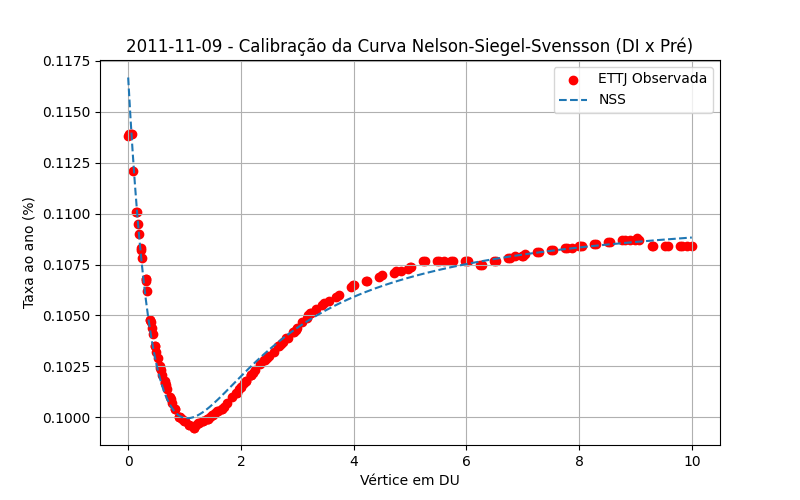 2011-11-09 - Calibração da Curva Nelson-Siegel-Svensson (DI x Pré)
ETTJ Observada
NSS
Taxa ao ano (%)
0.1175
0.1150
0.1125
0.1100
0.1075
0.1050
0.1025
0.1000
0 2 4 6 8 10
Vértice em DU